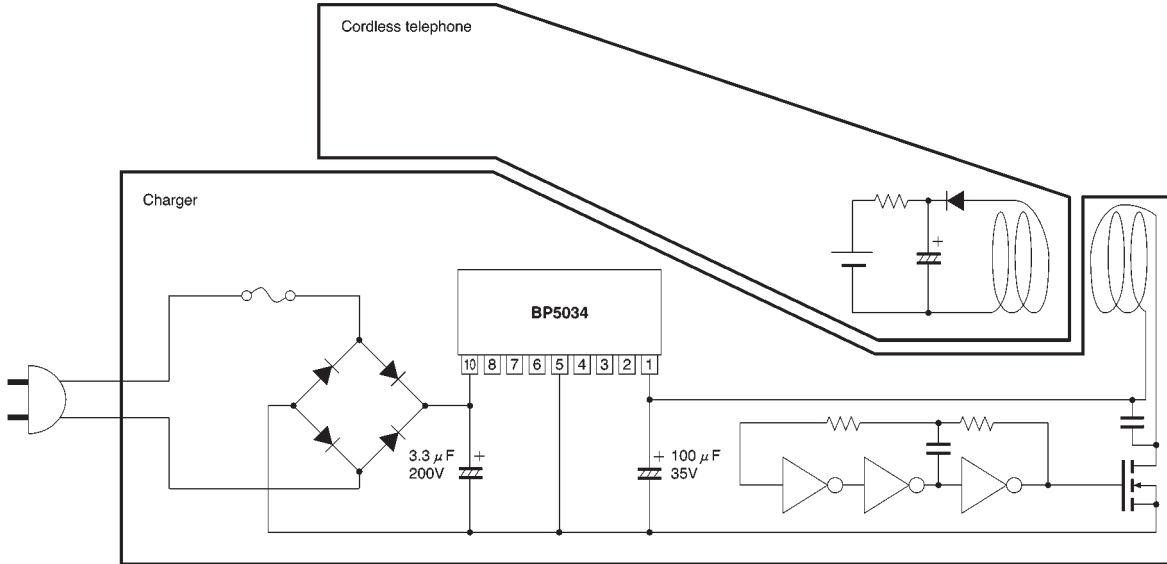 Cordless telephone
Charger
BP5034
10 8 7 6 5 4 3 2 1
+
+
3.3 μF
200V
+
100 μF
35V